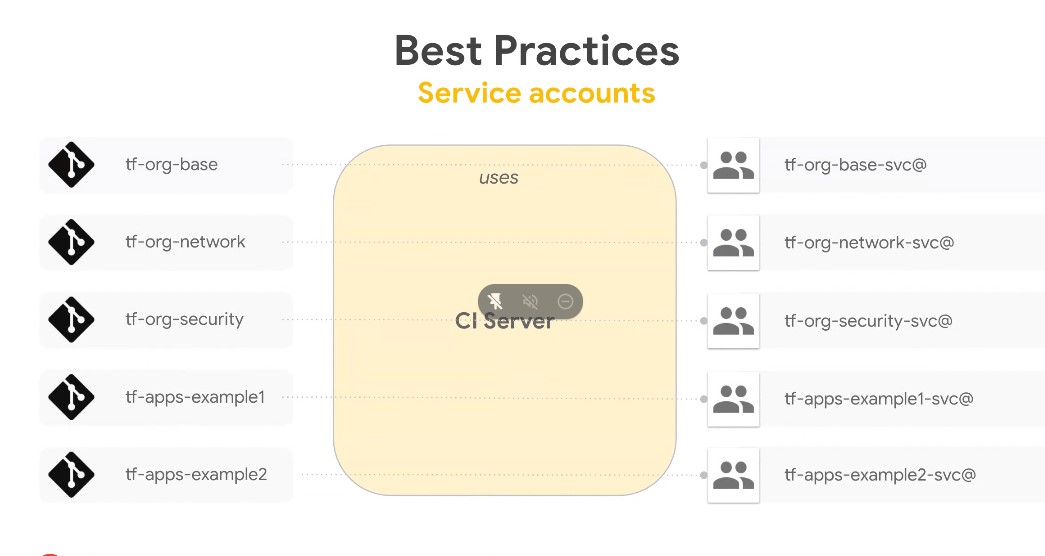 Best Practices
Service accounts
tf-org-base
uses
tf-org-base-svc@
tf-org-network
tf-org-network-svc@
tf-org-security
CI Server
tf-org-security-svc@
tf-apps-example1
tf-apps-example1-svc@
tf-apps-example2
tf-apps-example2-svc@